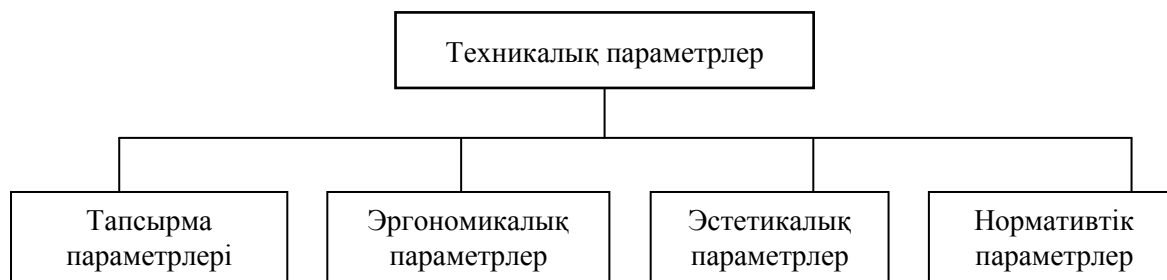 Техникалық параметрлер
Тапсырма
параметрлері
Эргономикалық
параметрлер
Эстетикалық
параметрлер
Нормативтік
параметрлер